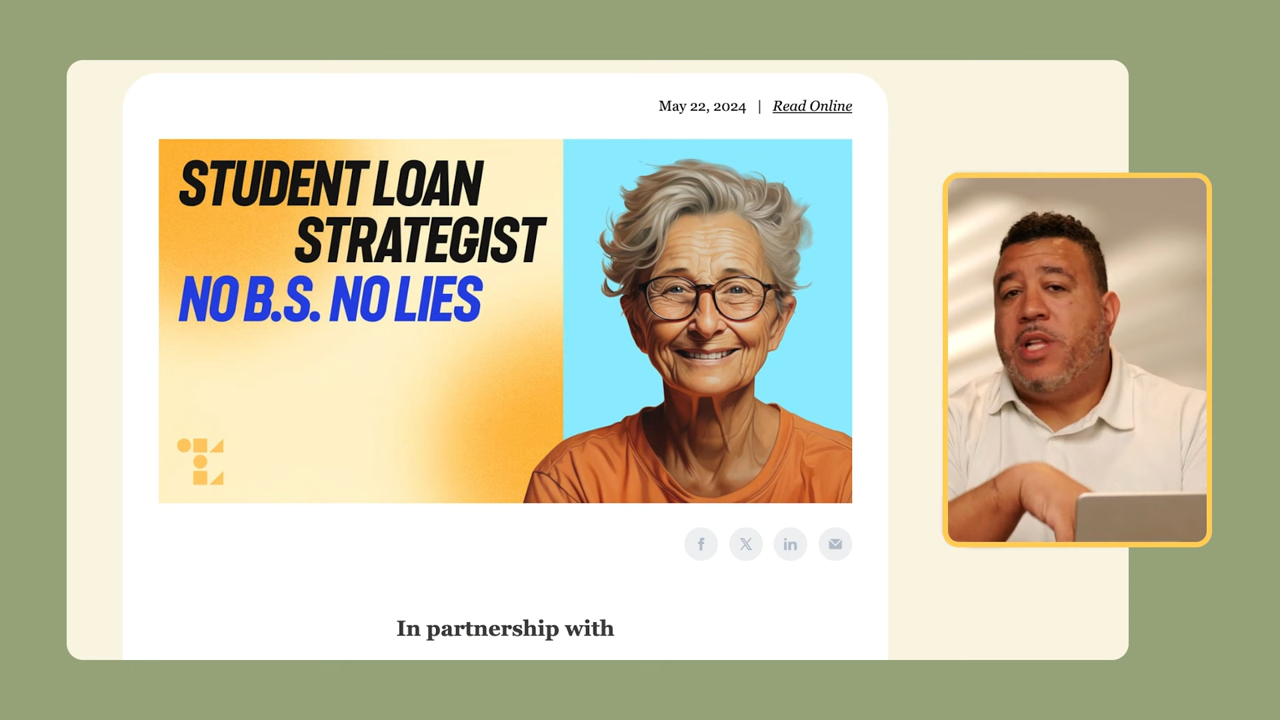 May 22, 2024 | Read Online
STUDENT LOAN
STRATEGIST
NO B.S. NO LIES
In partnership with